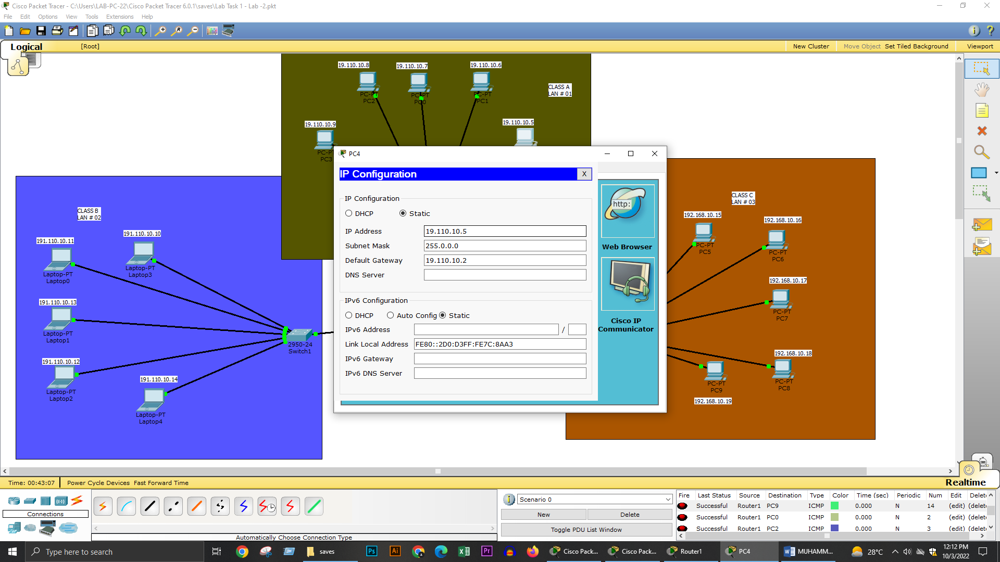 Cisco Packet Tracer - C:\Users\LAB-PC-22\Cisco Packet Tracer 6.0.1\saves\Lab Task 1 - Lab -2.pkt
File Edit Options View Tools Extensions Help
Logical
[Root]
New Cluster
Move Object
Set Tiled Background
Viewport
19.110.10.8
19.110.10.7
19.110.10.6
PC-PT
PC2
PC-PT
PC0
PC-PT
PC1
CLASS A
LAN # 01
19.110.10.9
19.110.10.5
PC-PT
PC3
CLASS B
LAN # 02
191.110.10.11
191.110.10.10
Laptop-PT
Laptop0
Laptop-PT
Laptop3
191.110.10.13
Laptop-PT
Laptop1
191.110.10.12
Laptop-PT
Laptop2
191.110.10.14
Laptop-PT
Laptop4
2950-24
Switch1
PC4
IP Configuration
X
IP Configuration
DHCP
Static
IP Address
19.110.10.5
Subnet Mask
255.0.0.0
Default Gateway
19.110.10.2
DNS Server
IPv6 Configuration
DHCP
Auto Config
Static
IPv6 Address
/
Link Local Address
FE80::2D0:D3FF:FE7C:8AA3
IPv6 Gateway
IPv6 DNS Server
http:
Web Browser
Cisco IP
Communicator
CLASS C
LAN # 03
192.168.10.15
192.168.10.16
PC-PT
PC5
PC-PT
PC6
192.168.10.17
PC-PT
PC7
192.168.10.18
PC-PT
PC8
PC-PT
PC9
192.168.10.19
Time: 00:43:07
Power Cycle Devices Fast Forward Time
Realtime
Connections
Automatically Choose Connection Type
Scenario 0
New
Delete
Toggle PDU List Window
Fire Last Status Source Destination Type Color Time (sec) Periodic Num Edit Delet
Successful Router1 PC9 ICMP 0.000 N 14 (edit) (delet
Successful Router1 PC0 ICMP 0.000 N 2 (edit) (delet
Successful Router1 PC2 ICMP 0.000 N 3 (edit) (delet
Type here to search
saves
Ps
Ai
Pr
Cisco Pack...
Cisco Pack...
Router1
PC4
MUHAMM...
28°C
12:12 PM
10/3/2022